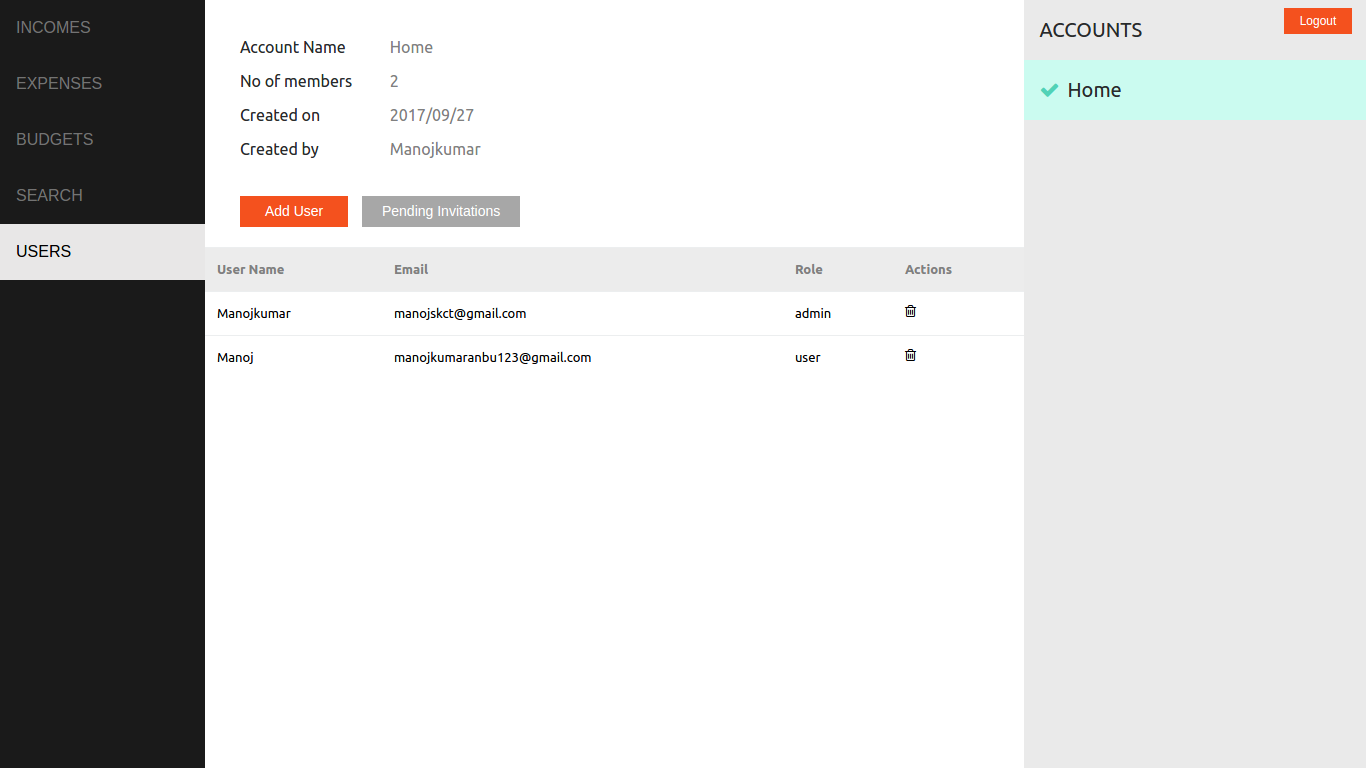 INCOMES
EXPENSES
BUDGETS
SEARCH
USERS
Account Name Home
No of members 2
Created on 2017/09/27
Created by Manojkumar
Add User Pending Invitations
User Name Email Role Actions
Manojkumar manojskct@gmail.com admin
Manoj manojkumaranbu123@gmail.com user
ACCOUNTS Logout
Home